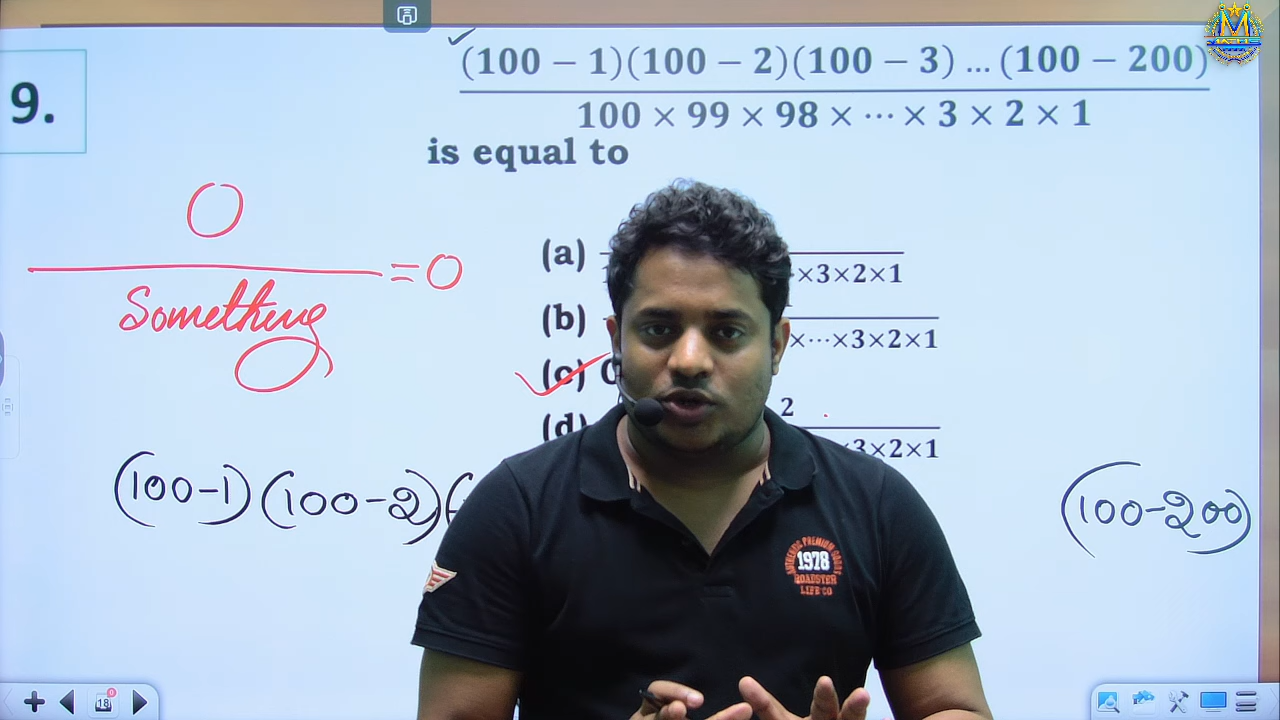 9.
(100 − 1)(100 − 2)(100 − 3) ... (100 − 200)
100 × 99 × 98 × ⋯ × 3 × 2 × 1
is equal to
0
Something
= 0
(a)
×3×2×1
(b)
×⋯×3×2×1
(c)
(d)
2
×3×2×1
(100-1) (100-2) (
(100-200)
1978
ROADSTER
LIFE CO
18